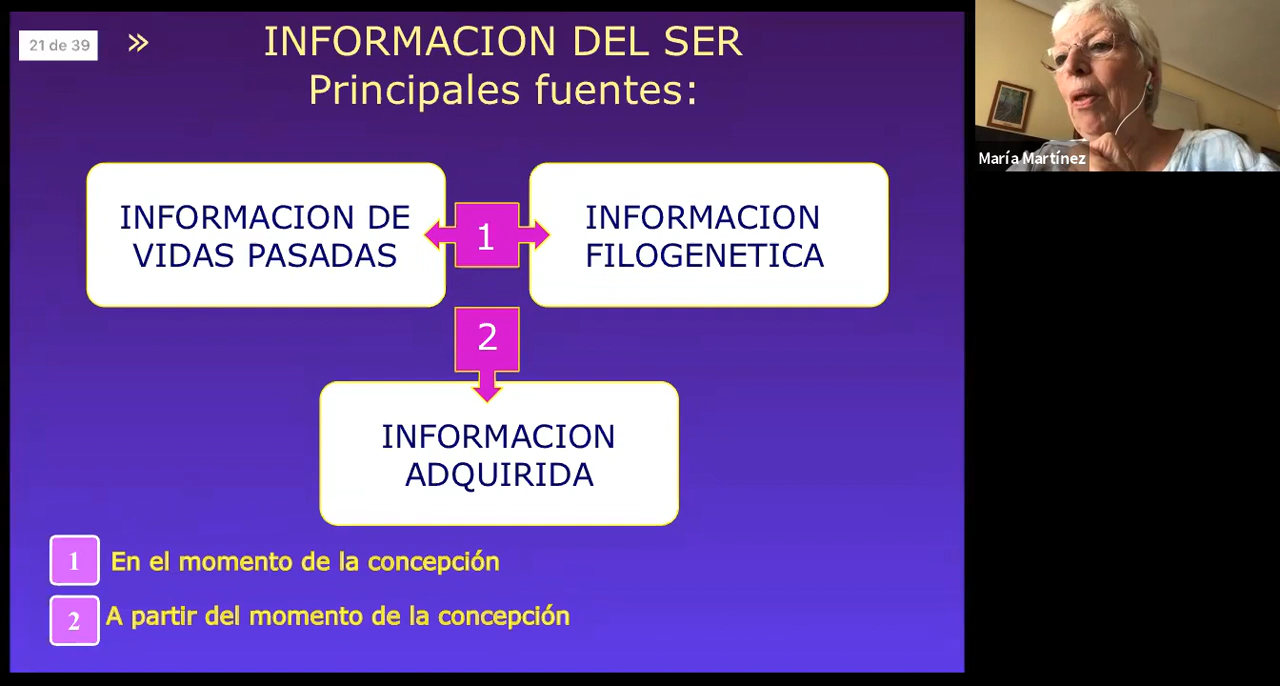 21 de 39
»
INFORMACION DEL SER
Principales fuentes:
INFORMACION DE
VIDAS PASADAS
1
INFORMACION
FILOGENETICA
2
INFORMACION
ADQUIRIDA
1 En el momento de la concepción
2 A partir del momento de la concepción
María Martínez